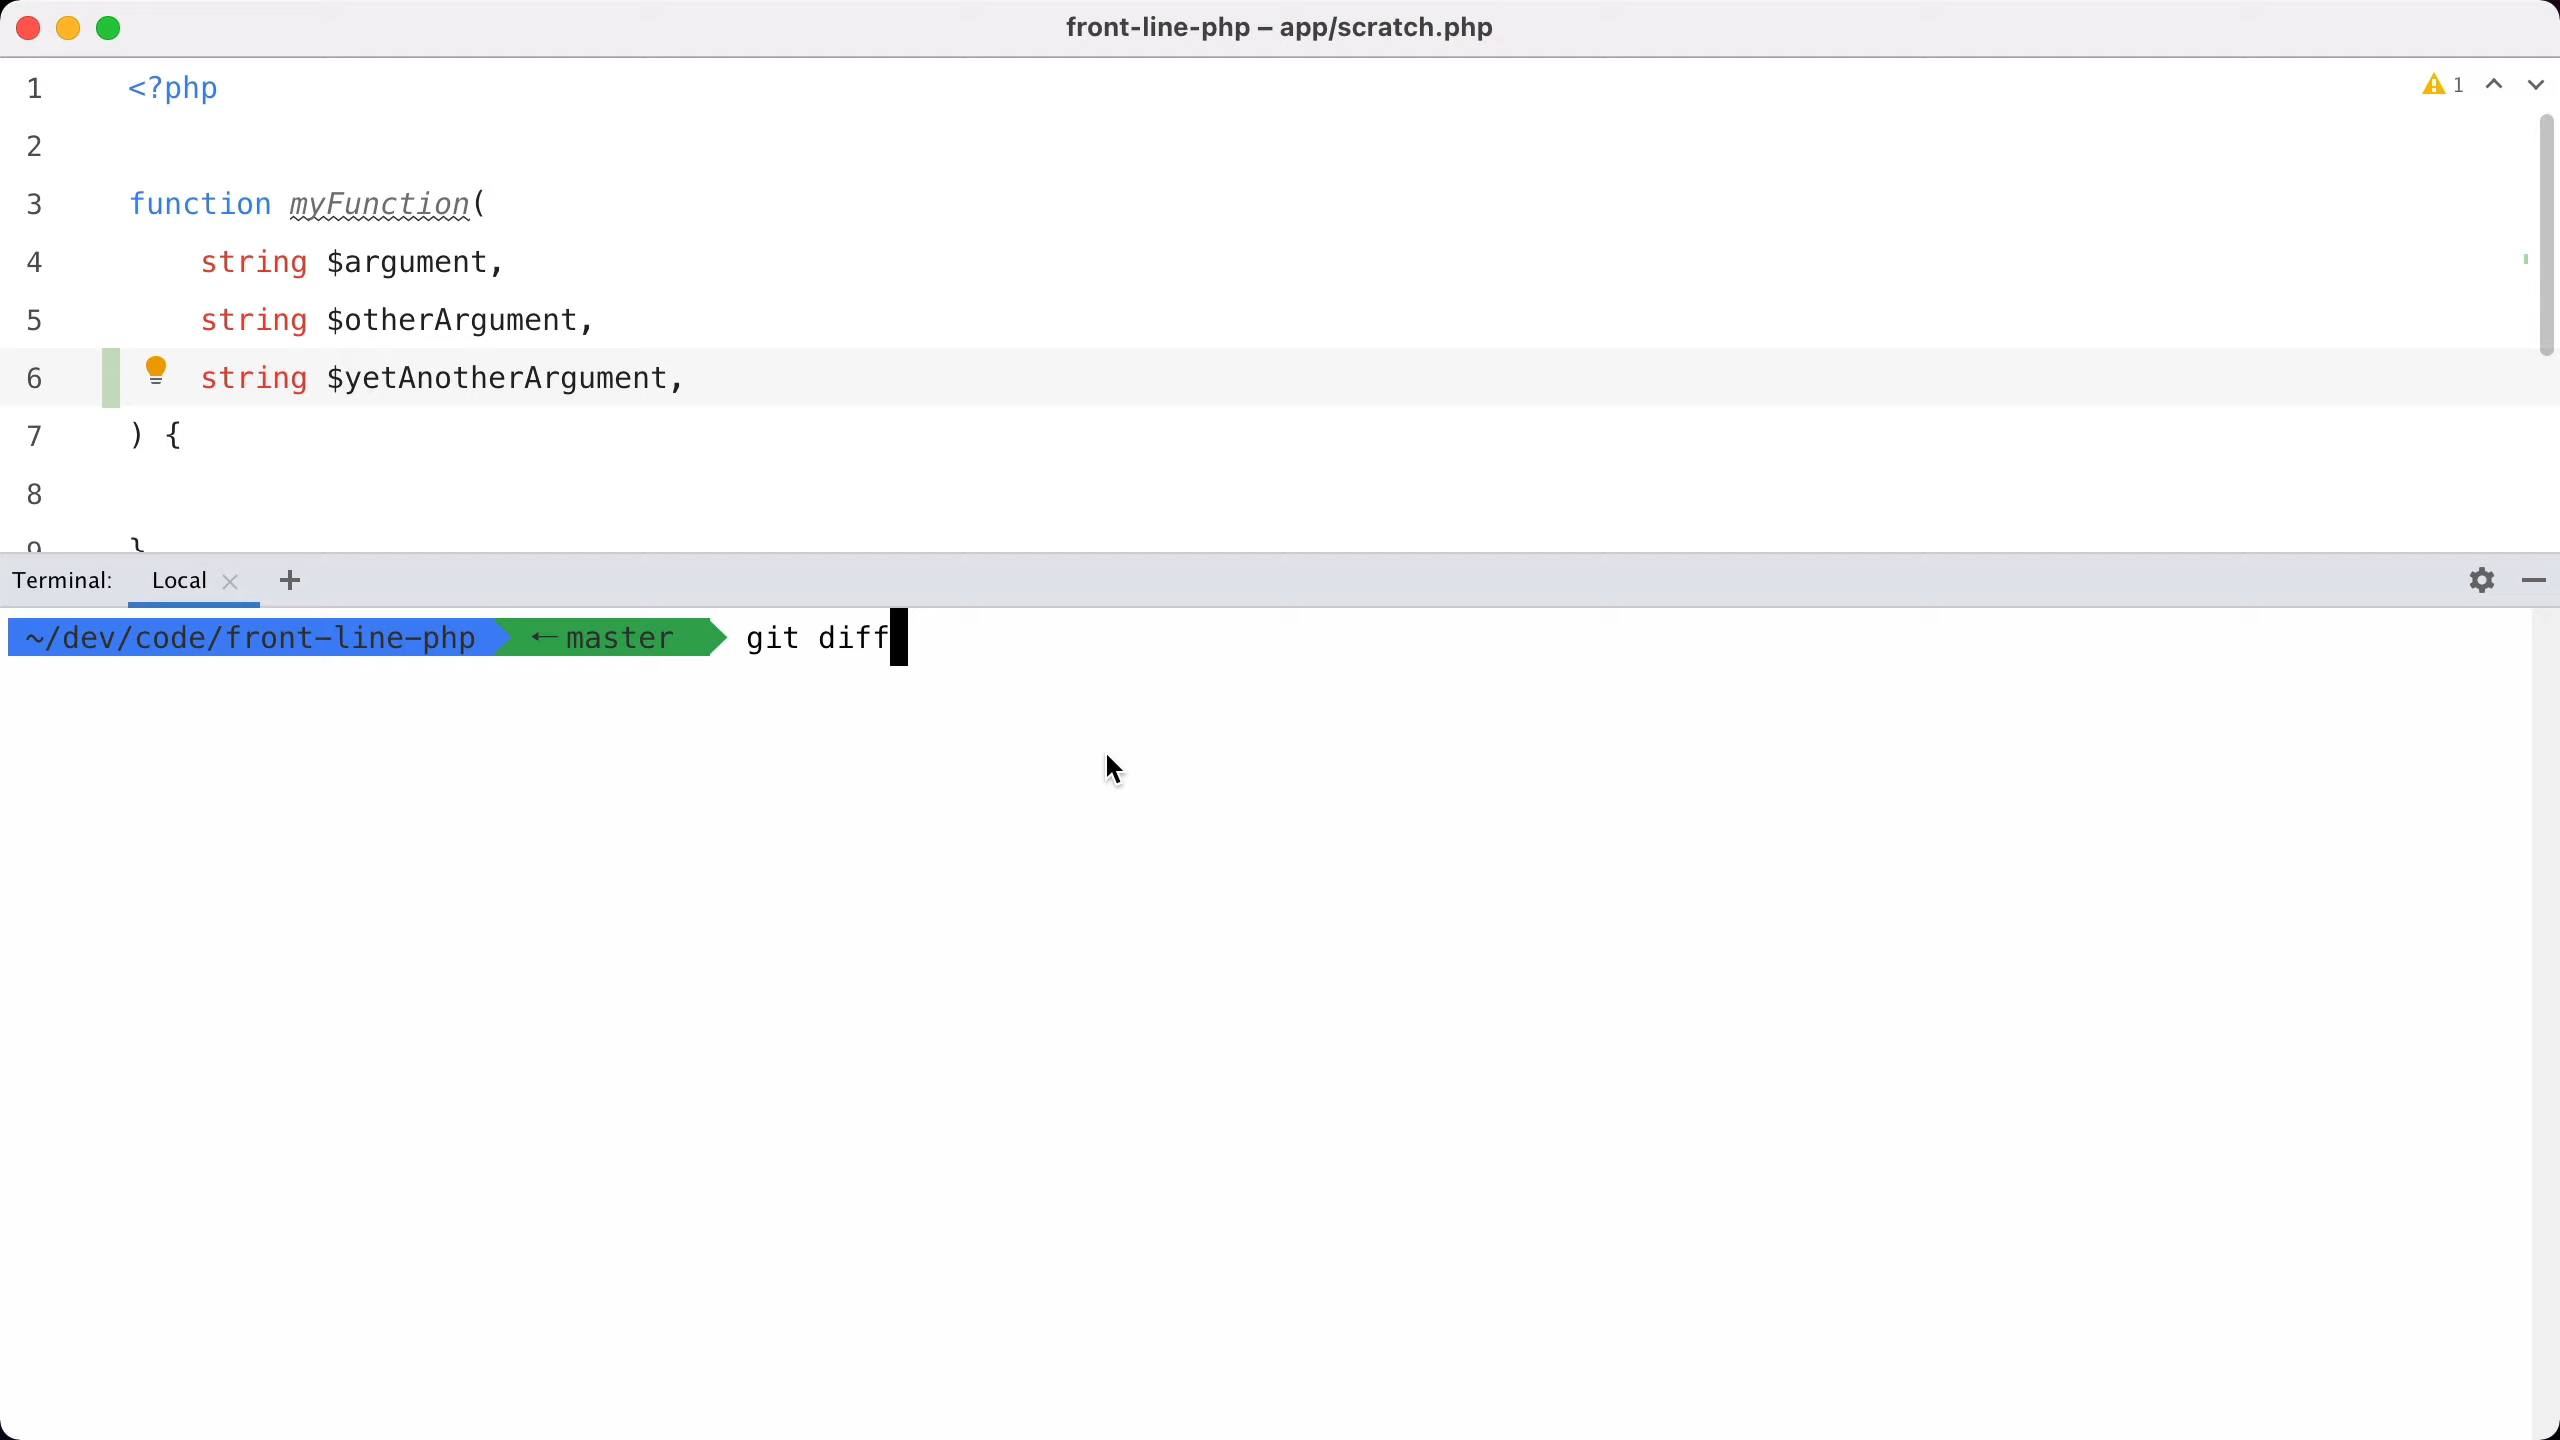 front-line-php – app/scratch.php
1 <?php
1
2
3 function myFunction(
4 string $argument,
5 string $otherArgument,
6 string $yetAnotherArgument,
7 ) {
8
9 }
Terminal: Local
~/dev/code/front-line-php ← master git diff